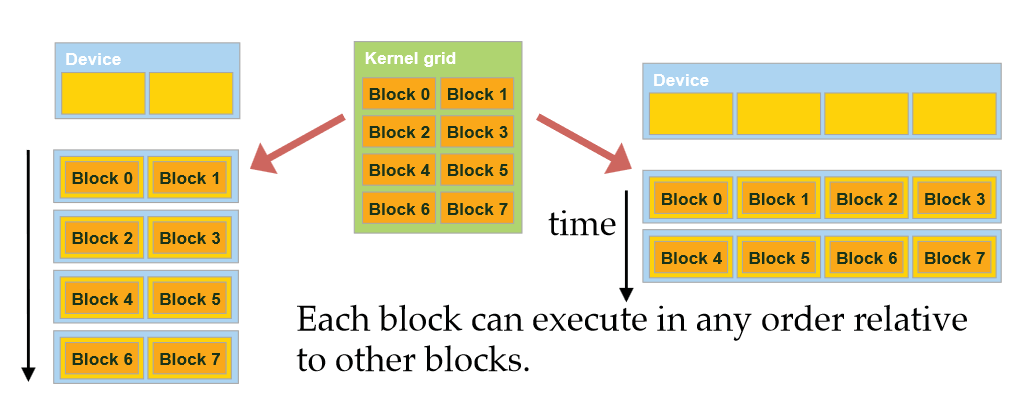 Device
Block 0 Block 1
Block 2 Block 3
Block 4 Block 5
Block 6 Block 7
Kernel grid
Block 0 Block 1
Block 2 Block 3
Block 4 Block 5
Block 6 Block 7
Device
time
Block 0 Block 1 Block 2 Block 3
Block 4 Block 5 Block 6 Block 7
Each block can execute in any order relative
to other blocks.